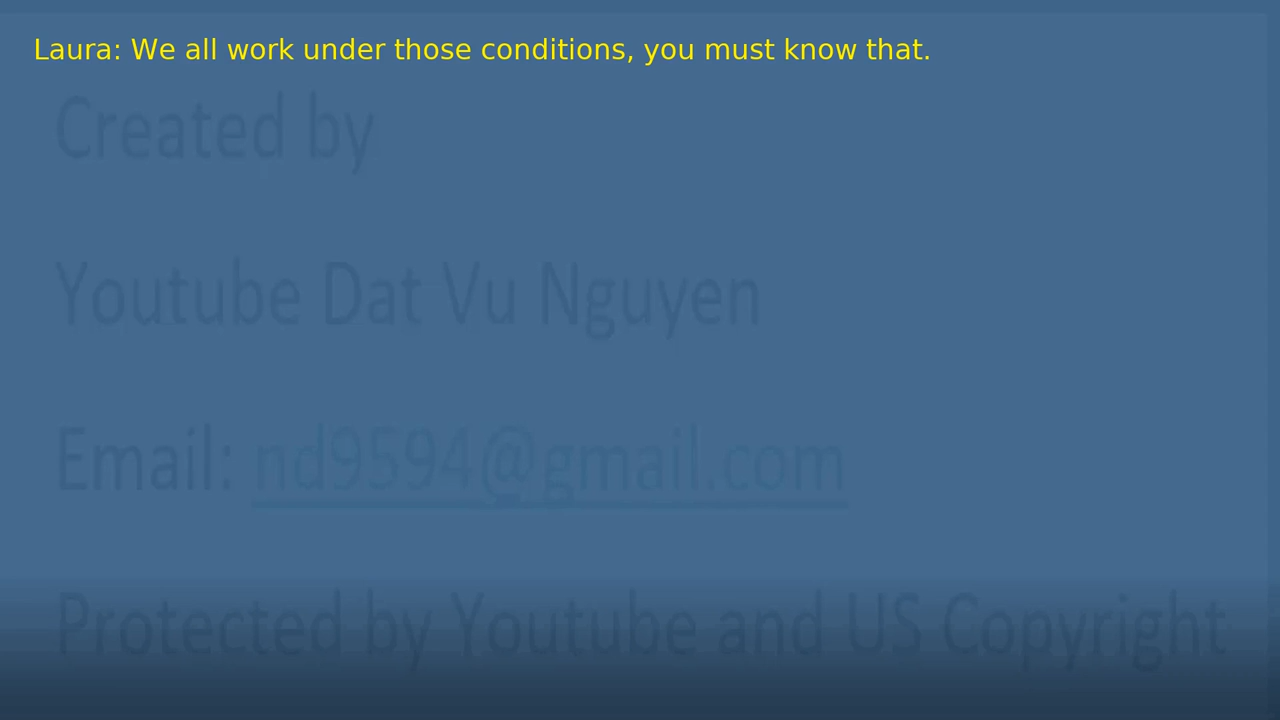 Laura: We all work under those conditions, you must know that.
Created by
Youtube Dat Vu Nguyen
Email: nd9594@gmail.com
Protected by Youtube and US Copyright